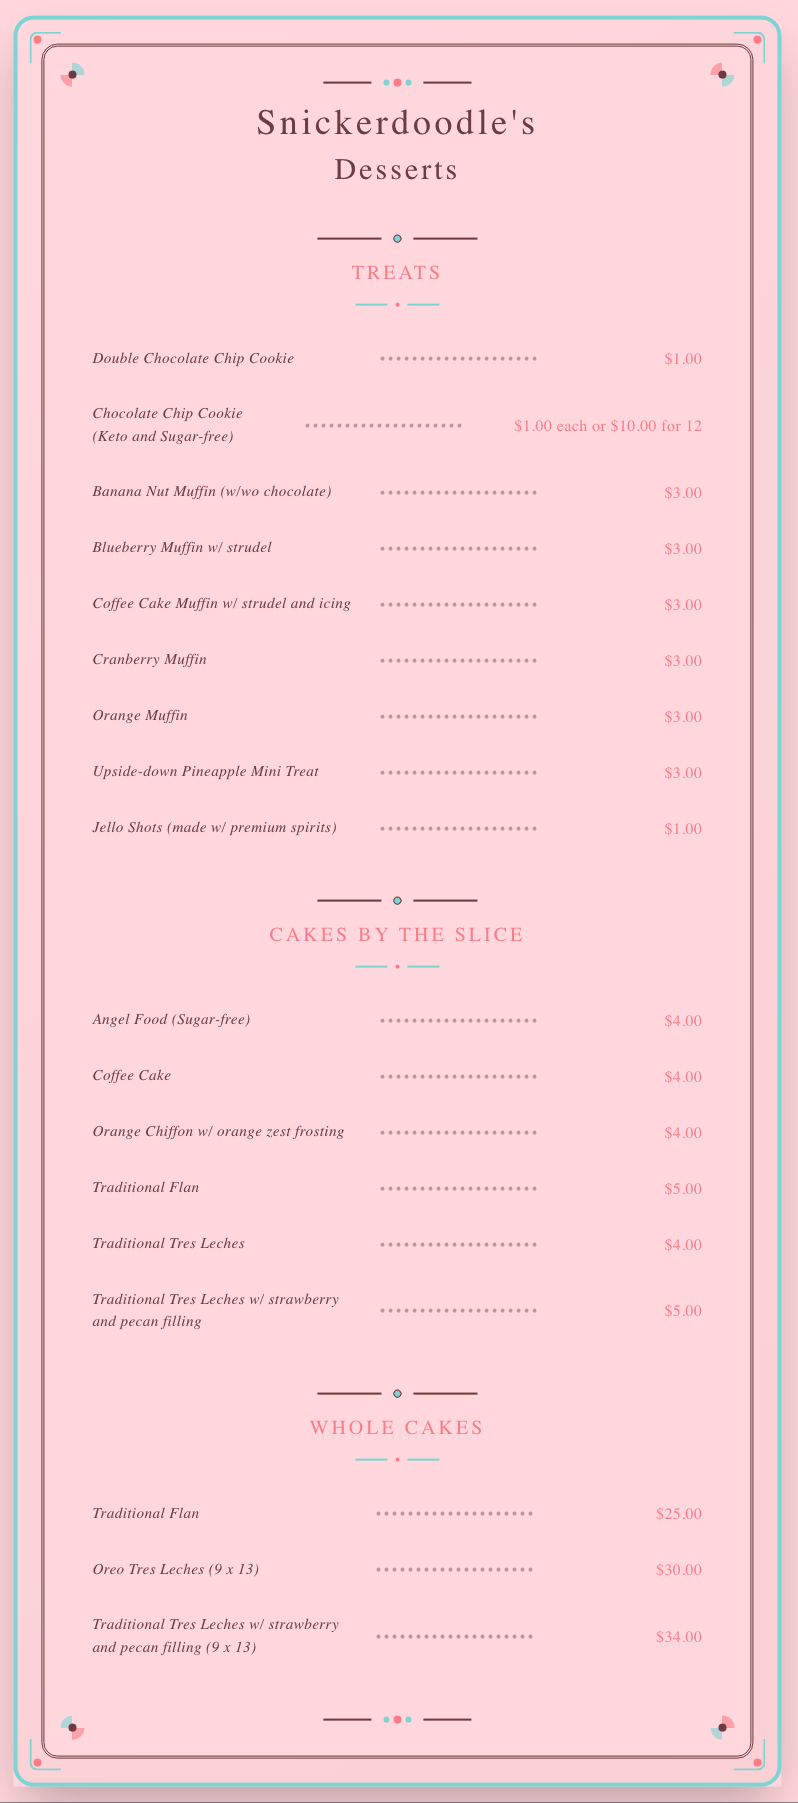 Snickerdoodle's
Desserts
TREATS
Double Chocolate Chip Cookie $1.00
Chocolate Chip Cookie
(Keto and Sugar-free) $1.00 each or $10.00 for 12
Banana Nut Muffin (w/wo chocolate) $3.00
Blueberry Muffin w/ strudel $3.00
Coffee Cake Muffin w/ strudel and icing $3.00
Cranberry Muffin $3.00
Orange Muffin $3.00
Upside-down Pineapple Mini Treat $3.00
Jello Shots (made w/ premium spirits) $1.00
CAKES BY THE SLICE
Angel Food (Sugar-free) $4.00
Coffee Cake $4.00
Orange Chiffon w/ orange zest frosting $4.00
Traditional Flan $5.00
Traditional Tres Leches $4.00
Traditional Tres Leches w/ strawberry
and pecan filling $5.00
WHOLE CAKES
Traditional Flan $25.00
Oreo Tres Leches (9 x 13) $30.00
Traditional Tres Leches w/ strawberry
and pecan filling (9 x 13) $34.00